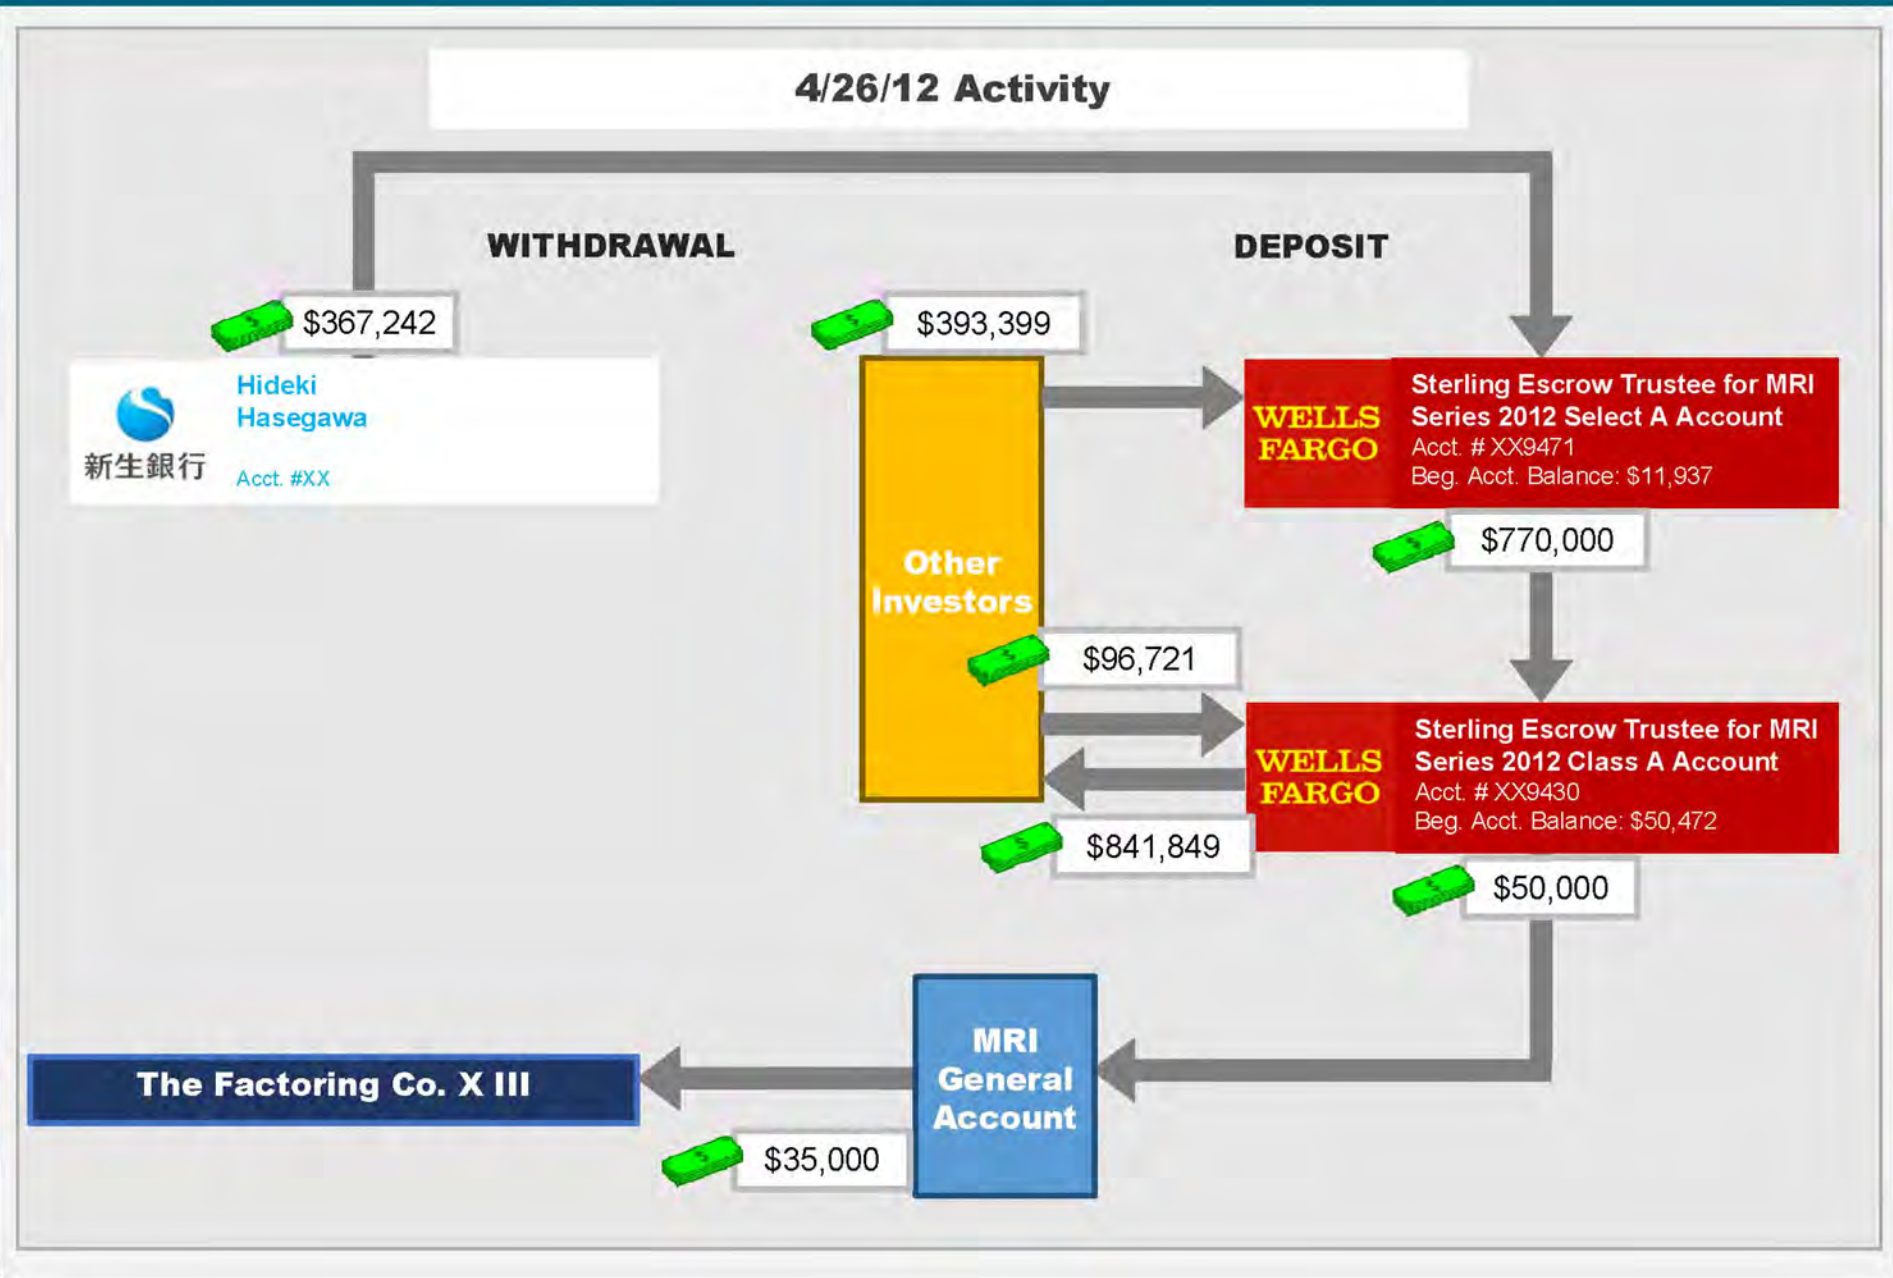 4/26/12 Activity
WITHDRAWAL
DEPOSIT
$367,242
$393,399
新生銀行
Hideki
Hasegawa
Acct. #XX
WELLS
FARGO
Sterling Escrow Trustee for MRI
Series 2012 Select A Account
Acct. # XX9471
Beg. Acct. Balance: $11,937
$770,000
Other
Investors
$96,721
WELLS
FARGO
Sterling Escrow Trustee for MRI
Series 2012 Class A Account
Acct. # XX9430
Beg. Acct. Balance: $50,472
$841,849
$50,000
MRI
General
Account
The Factoring Co. X III
$35,000